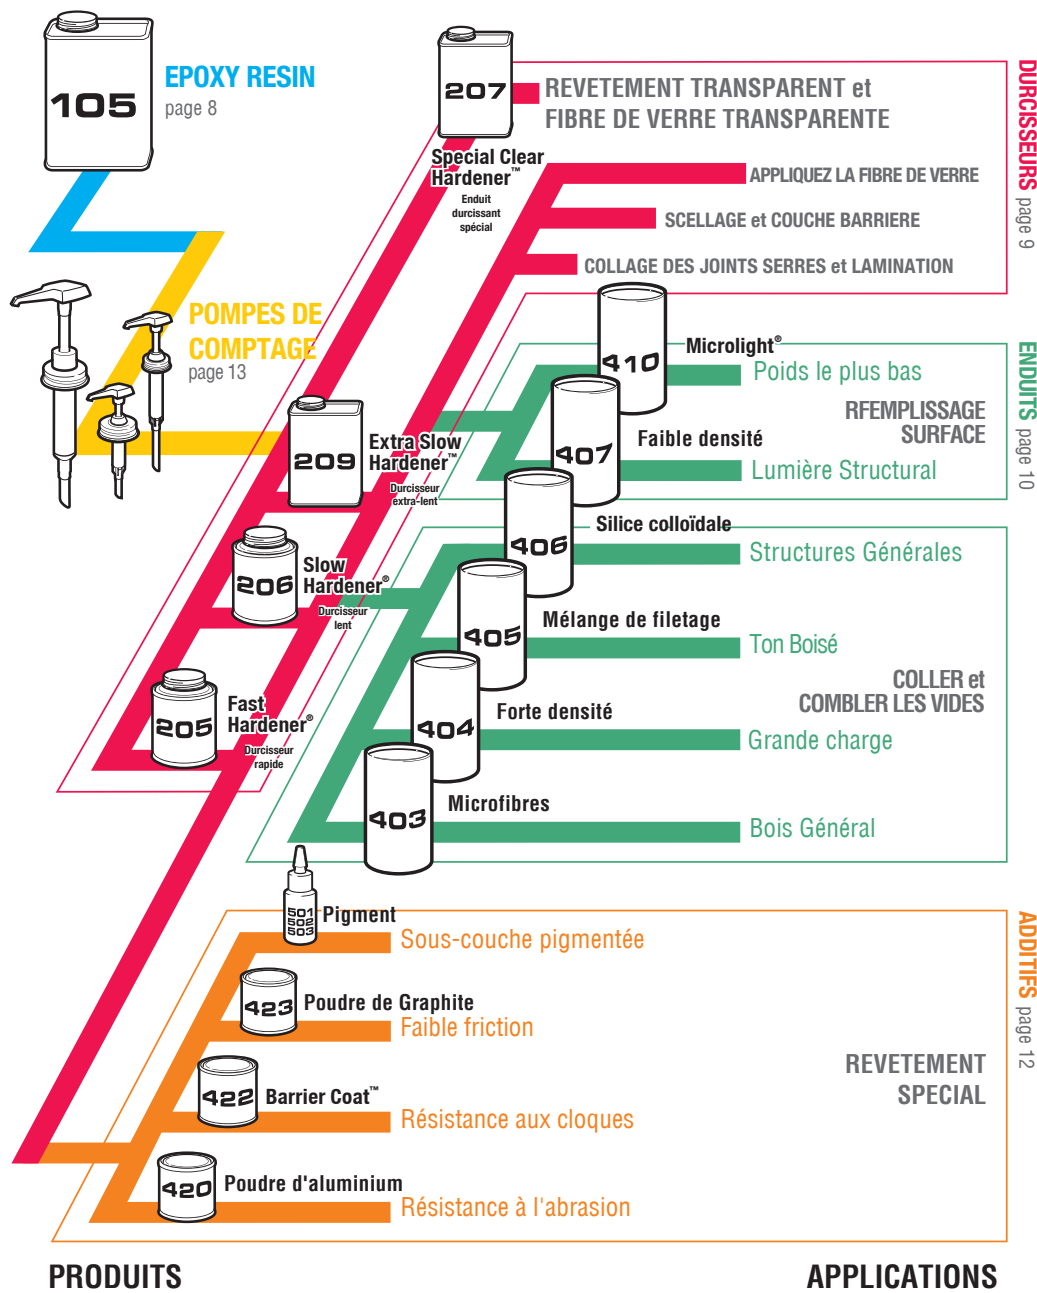 105
EPOXY RESIN
page 8
207
REVETEMENT TRANSPARENT et
FIBRE DE VERRE TRANSPARENTE
Special Clear
Hardener™
Enduit
durcissant
spécial
APPLIQUEZ LA FIBRE DE VERRE
SCELLAGE et COUCHE BARRIERE
COLLAGE DES JOINTS SERRES et LAMINATION
DURCISSEURS page 9
POMPES DE
COMPTAGE
page 13
410
Microlight®
Poids le plus bas
RFEMPLISSAGE
SURFACE
407
Faible densité
Lumière Structural
ENDUITS page 10
209
Extra Slow
Hardener™
Durcisseur
extra-lent
406
Silice colloïdale
Structures Générales
206
Slow
Hardener®
Durcisseur
lent
405
Mélange de filetage
Ton Boisé
COLLER et
COMBLER LES VIDES
205
Fast
Hardener®
Durcisseur
rapide
404
Forte densité
Grande charge
403
Microfibres
Bois Général
501
502
503
Pigment
Sous-couche pigmentée
423
Poudre de Graphite
Faible friction
ADDITIFS page 12
REVETEMENT
SPECIAL
422
Barrier Coat™
Résistance aux cloques
420
Poudre d'aluminium
Résistance à l'abrasion
PRODUITS
APPLICATIONS